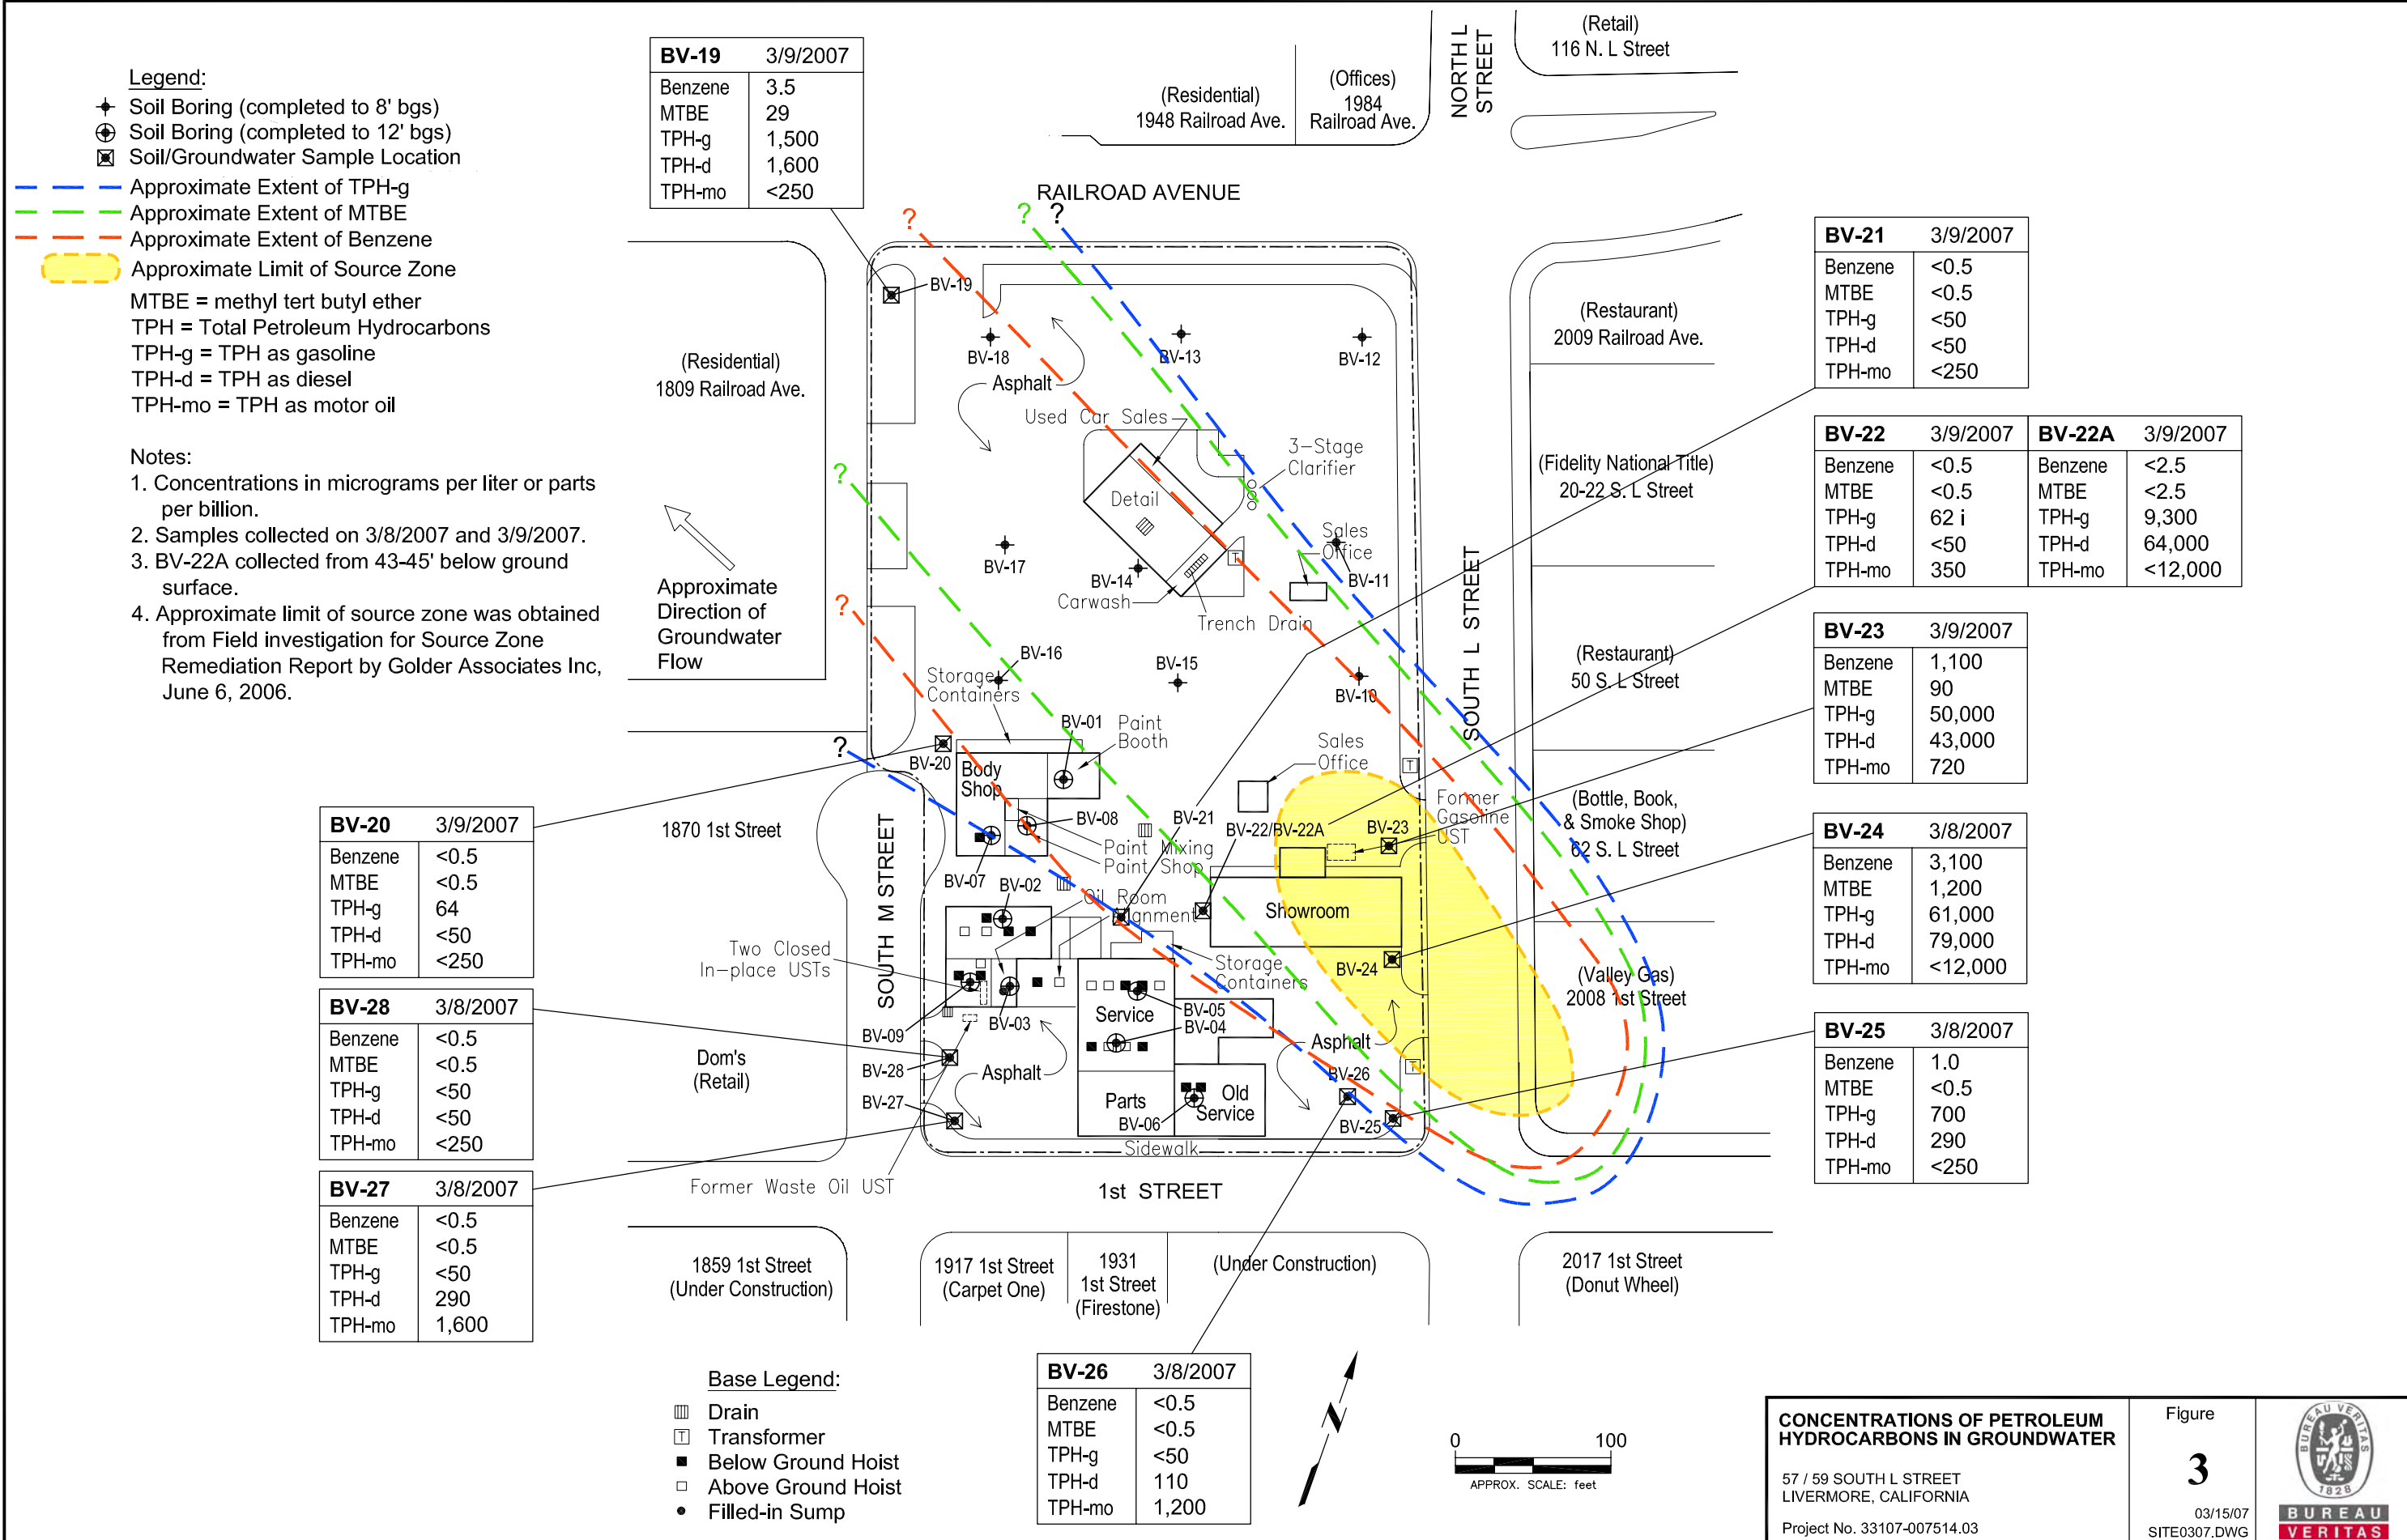 Legend:
Soil Boring (completed to 8' bgs)
Soil Boring (completed to 12' bgs)
Soil/Groundwater Sample Location
Approximate Extent of TPH-g
Approximate Extent of MTBE
Approximate Extent of Benzene
Approximate Limit of Source Zone
MTBE = methyl tert butyl ether
TPH = Total Petroleum Hydrocarbons
TPH-g = TPH as gasoline
TPH-d = TPH as diesel
TPH-mo = TPH as motor oil
Notes:
1. Concentrations in micrograms per liter or parts
per billion.
2. Samples collected on 3/8/2007 and 3/9/2007.
3. BV-22A collected from 43-45' below ground
surface.
4. Approximate limit of source zone was obtained
from Field investigation for Source Zone
Remediation Report by Golder Associates Inc,
June 6, 2006.
BV-19 3/9/2007
Benzene 3.5
MTBE 29
TPH-g 1,500
TPH-d 1,600
TPH-mo <250
(Residential)
1948 Railroad Ave.
(Offices)
1984
Railroad Ave.
NORTH L
STREET
(Retail)
116 N. L Street
RAILROAD AVENUE
? ? ?
(Residential)
1809 Railroad Ave.
Approximate
Direction of
Groundwater
Flow
?
?
?
BV-19
BV-18
BV-13
BV-12
Asphalt
Used Car Sales
3-Stage
Clarifier
Detail
Sales
Office
T
BV-17
BV-14
BV-11
Carwash
Trench Drain
BV-16
BV-15
BV-10
Storage
Containers
BV-01
Paint
Booth
Sales
Office
T
BV-20
Body
Shop
BV-08
BV-21
BV-22/BV-22A
BV-23
Former
Gasoline
UST
Paint Mixing
Paint Shop
BV-07
BV-02
Oil Room
Showroom
Two Closed
In-place USTs
Storage
Containers
BV-24
BV-09
BV-03
Service
BV-05
BV-04
Asphalt
T
BV-28
Asphalt
BV-26
BV-27
Parts
BV-06
Old
Service
BV-25
Sidewalk
Former Waste Oil UST
1st STREET
SOUTH M STREET
SOUTH L STREET
1870 1st Street
Dom's
(Retail)
(Restaurant)
2009 Railroad Ave.
(Fidelity National Title)
20-22 S. L Street
(Restaurant)
50 S. L Street
(Bottle, Book,
& Smoke Shop)
62 S. L Street
(Valley Gas)
2008 1st Street
BV-21 3/9/2007
Benzene <0.5
MTBE <0.5
TPH-g <50
TPH-d <50
TPH-mo <250
BV-22 3/9/2007 BV-22A 3/9/2007
Benzene <0.5 Benzene <2.5
MTBE <0.5 MTBE <2.5
TPH-g 62 i TPH-g 9,300
TPH-d <50 TPH-d 64,000
TPH-mo 350 TPH-mo <12,000
BV-23 3/9/2007
Benzene 1,100
MTBE 90
TPH-g 50,000
TPH-d 43,000
TPH-mo 720
BV-24 3/8/2007
Benzene 3,100
MTBE 1,200
TPH-g 61,000
TPH-d 79,000
TPH-mo <12,000
BV-25 3/8/2007
Benzene 1.0
MTBE <0.5
TPH-g 700
TPH-d 290
TPH-mo <250
BV-20 3/9/2007
Benzene <0.5
MTBE <0.5
TPH-g 64
TPH-d <50
TPH-mo <250
BV-28 3/8/2007
Benzene <0.5
MTBE <0.5
TPH-g <50
TPH-d <50
TPH-mo <250
BV-27 3/8/2007
Benzene <0.5
MTBE <0.5
TPH-g <50
TPH-d 290
TPH-mo 1,600
1859 1st Street
(Under Construction)
1917 1st Street
(Carpet One)
1931
1st Street
(Firestone)
(Under Construction)
2017 1st Street
(Donut Wheel)
Base Legend:
Drain
T Transformer
Below Ground Hoist
Above Ground Hoist
Filled-in Sump
BV-26 3/8/2007
Benzene <0.5
MTBE <0.5
TPH-g <50
TPH-d 110
TPH-mo 1,200
N
0 100
APPROX. SCALE: feet
CONCENTRATIONS OF PETROLEUM
HYDROCARBONS IN GROUNDWATER
57 / 59 SOUTH L STREET
LIVERMORE, CALIFORNIA
Project No. 33107-007514.03
Figure
3
03/15/07
SITE0307.DWG
BUREAU VERITAS
1828
BUREAU
VERITAS